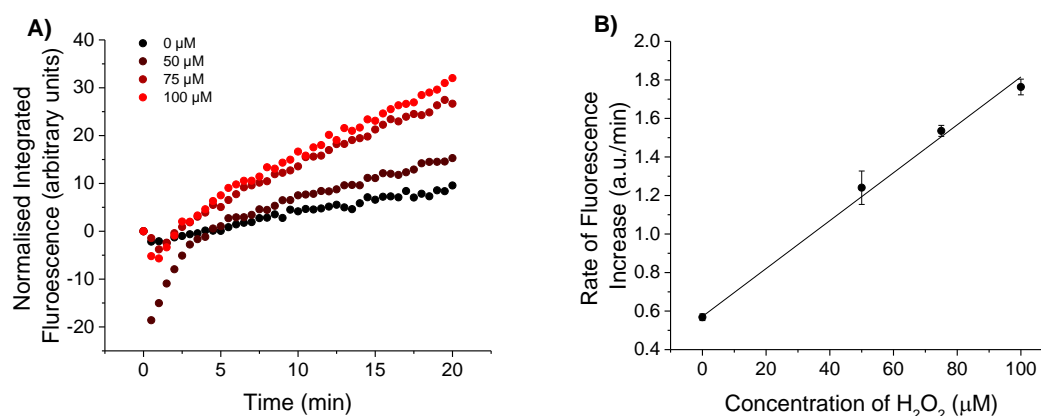 A)
Normalised Integrated
Fluroescence (arbitrary units)
40
30
20
10
0
-10
-20
0 μM
50 μM
75 μM
100 μM
0
5
10
15
20
Time (min)
B)
Rate of Fluorescence
Increase (a.u./min)
2.0
1.8
1.6
1.4
1.2
1.0
0.8
0.6
0.4
0
20
40
60
80
100
Concentration of H₂O₂ (μM)